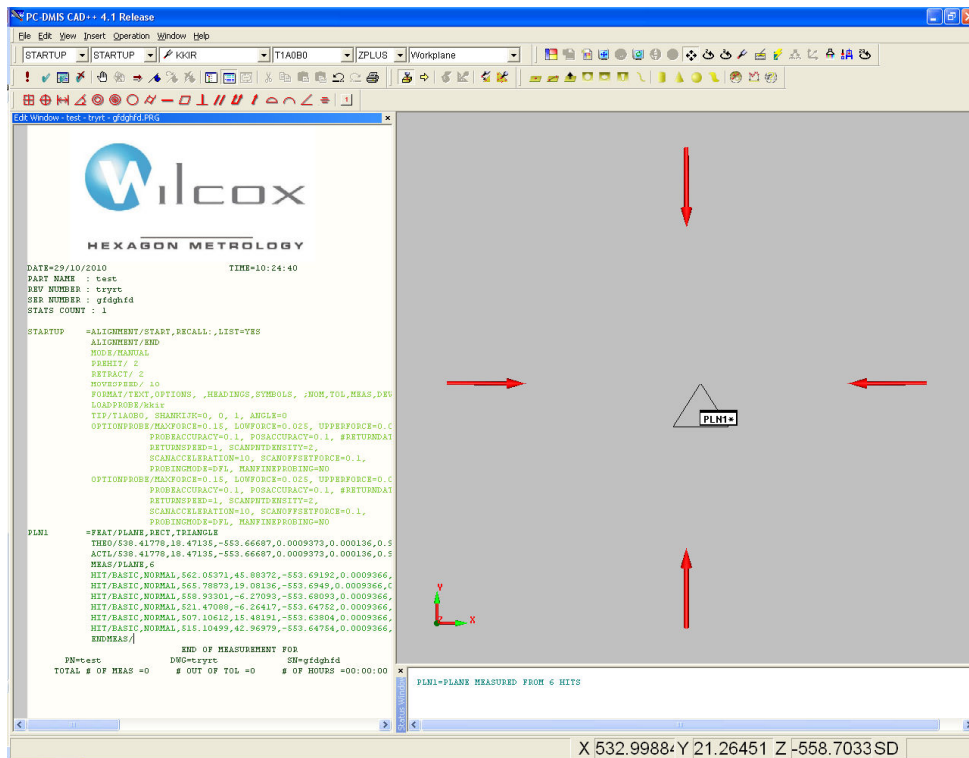 PC-DMIS CAD++ 4.1 Release
File Edit View Insert Operation Window Help
STARTUP STARTUP KKIR T1A0B0 ZPLUS Workplane
Edit Window - test - tryrt - gfdghfd.PRG
Wilcox
HEXAGON METROLOGY
DATE=29/10/2010 TIME=10:24:40
PART NAME : test
REV NUMBER : tryrt
SER NUMBER : gfdghfd
STATS COUNT : 1
STARTUP =ALIGNMENT/START,RECALL:,LIST=YES
ALIGNMENT/END
MODE/MANUAL
PREHIT/ 2
RETRACT/ 2
MOVESPEED/ 10
FORMAT/TEXT,OPTIONS, ,HEADINGS,SYMBOLS, ;NOM,TOL,MEAS,DEV
LOADPROBE/kkir
TIP/T1A0B0, SHANKIJK=0, 0, 1, ANGLE=0
OPTIONPROBE/MAXFORCE=0.15, LOWFORCE=0.025, UPPERFORCE=0.0
PROBEACCURACY=0.1, POSACCURACY=0.1, #RETURNDAT
RETURNSPEED=1, SCANPNTDENSITY=2,
SCANACCELERATION=10, SCANOFFSETFORCE=0.1,
PROBINGMODE=DFL, MANFINEPROBING=NO
OPTIONPROBE/MAXFORCE=0.15, LOWFORCE=0.025, UPPERFORCE=0.0
PROBEACCURACY=0.1, POSACCURACY=0.1, #RETURNDAT
RETURNSPEED=1, SCANPNTDENSITY=2,
SCANACCELERATION=10, SCANOFFSETFORCE=0.1,
PROBINGMODE=DFL, MANFINEPROBING=NO
PLN1 =FEAT/PLANE,RECT,TRIANGLE
THEO/538.41778,18.47135,-553.66687,0.0009373,0.000136,0.9
ACTL/538.41778,18.47135,-553.66687,0.0009373,0.000136,0.9
MEAS/PLANE,6
HIT/BASIC,NORMAL,562.05371,45.88372,-553.69192,0.0009366,
HIT/BASIC,NORMAL,565.78873,19.08136,-553.6949,0.0009366,0
HIT/BASIC,NORMAL,558.93301,-6.27093,-553.68093,0.0009366,
HIT/BASIC,NORMAL,521.47088,-6.26417,-553.64752,0.0009366,
HIT/BASIC,NORMAL,507.10612,15.48191,-553.63804,0.0009366,
HIT/BASIC,NORMAL,515.10499,42.96979,-553.64754,0.0009366,
ENDMEAS/
END OF MEASUREMENT FOR
PN=test DWG=tryrt SN=gfdghfd
TOTAL # OF MEAS =0 # OUT OF TOL =0 # OF HOURS =00:00:00
PLN1*
Y
Z X
Status Window
PLN1=PLANE MEASURED FROM 6 HITS
X 532.99884 Y 21.26451 Z -558.7033 SD